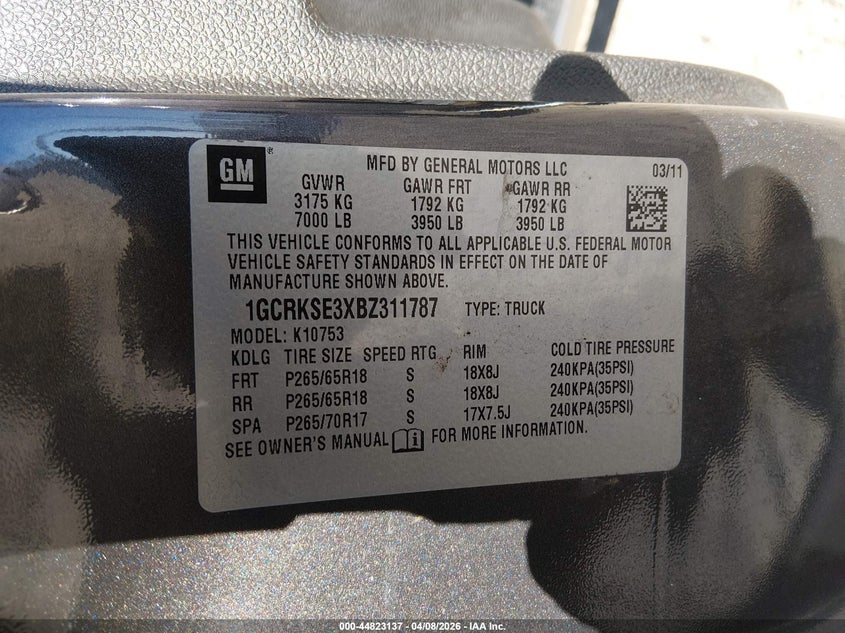 GM
MFD BY GENERAL MOTORS LLC 03/11
GVWR GAWR FRT GAWR RR
3175 KG 1792 KG 1792 KG
7000 LB 3950 LB 3950 LB
THIS VEHICLE CONFORMS TO ALL APPLICABLE U.S. FEDERAL MOTOR
VEHICLE SAFETY STANDARDS IN EFFECT ON THE DATE OF
MANUFACTURE SHOWN ABOVE.
1GCRKSE3XBZ311787 TYPE: TRUCK
MODEL: K10753
KDLG TIRE SIZE SPEED RTG RIM COLD TIRE PRESSURE
FRT P265/65R18 S 18X8J 240KPA(35PSI)
RR P265/65R18 S 18X8J 240KPA(35PSI)
SPA P265/70R17 S 17X7.5J 240KPA(35PSI)
SEE OWNER'S MANUAL FOR MORE INFORMATION.
000-44823137 - 04/08/2026 - IAA Inc.